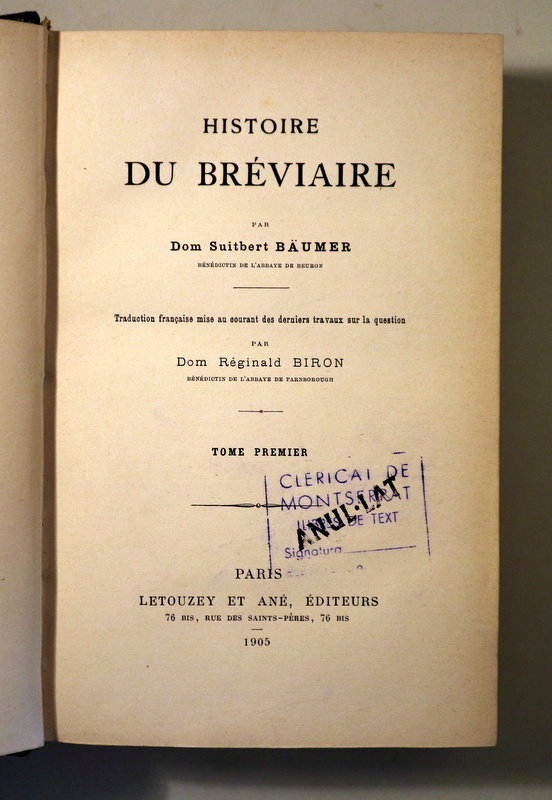 HISTOIRE
DU BRÉVIAIRE
PAR
Dom Suitbert BÄUMER
BÉNÉDICTIN DE L'ABBAYE DE BEURON
Traduction française mise au courant des derniers travaux sur la question
PAR
Dom Réginald BIRON
BÉNÉDICTIN DE L'ABBAYE DE FARNBOROUGH
TOME PREMIER
CLERICAT DE
MONTSERRAT
DE TEXT
ANUL·LAT
Signatura
PARIS
LETOUZEY ET ANÉ, ÉDITEURS
76 BIS, RUE DES SAINTS-PÈRES, 76 BIS
1905